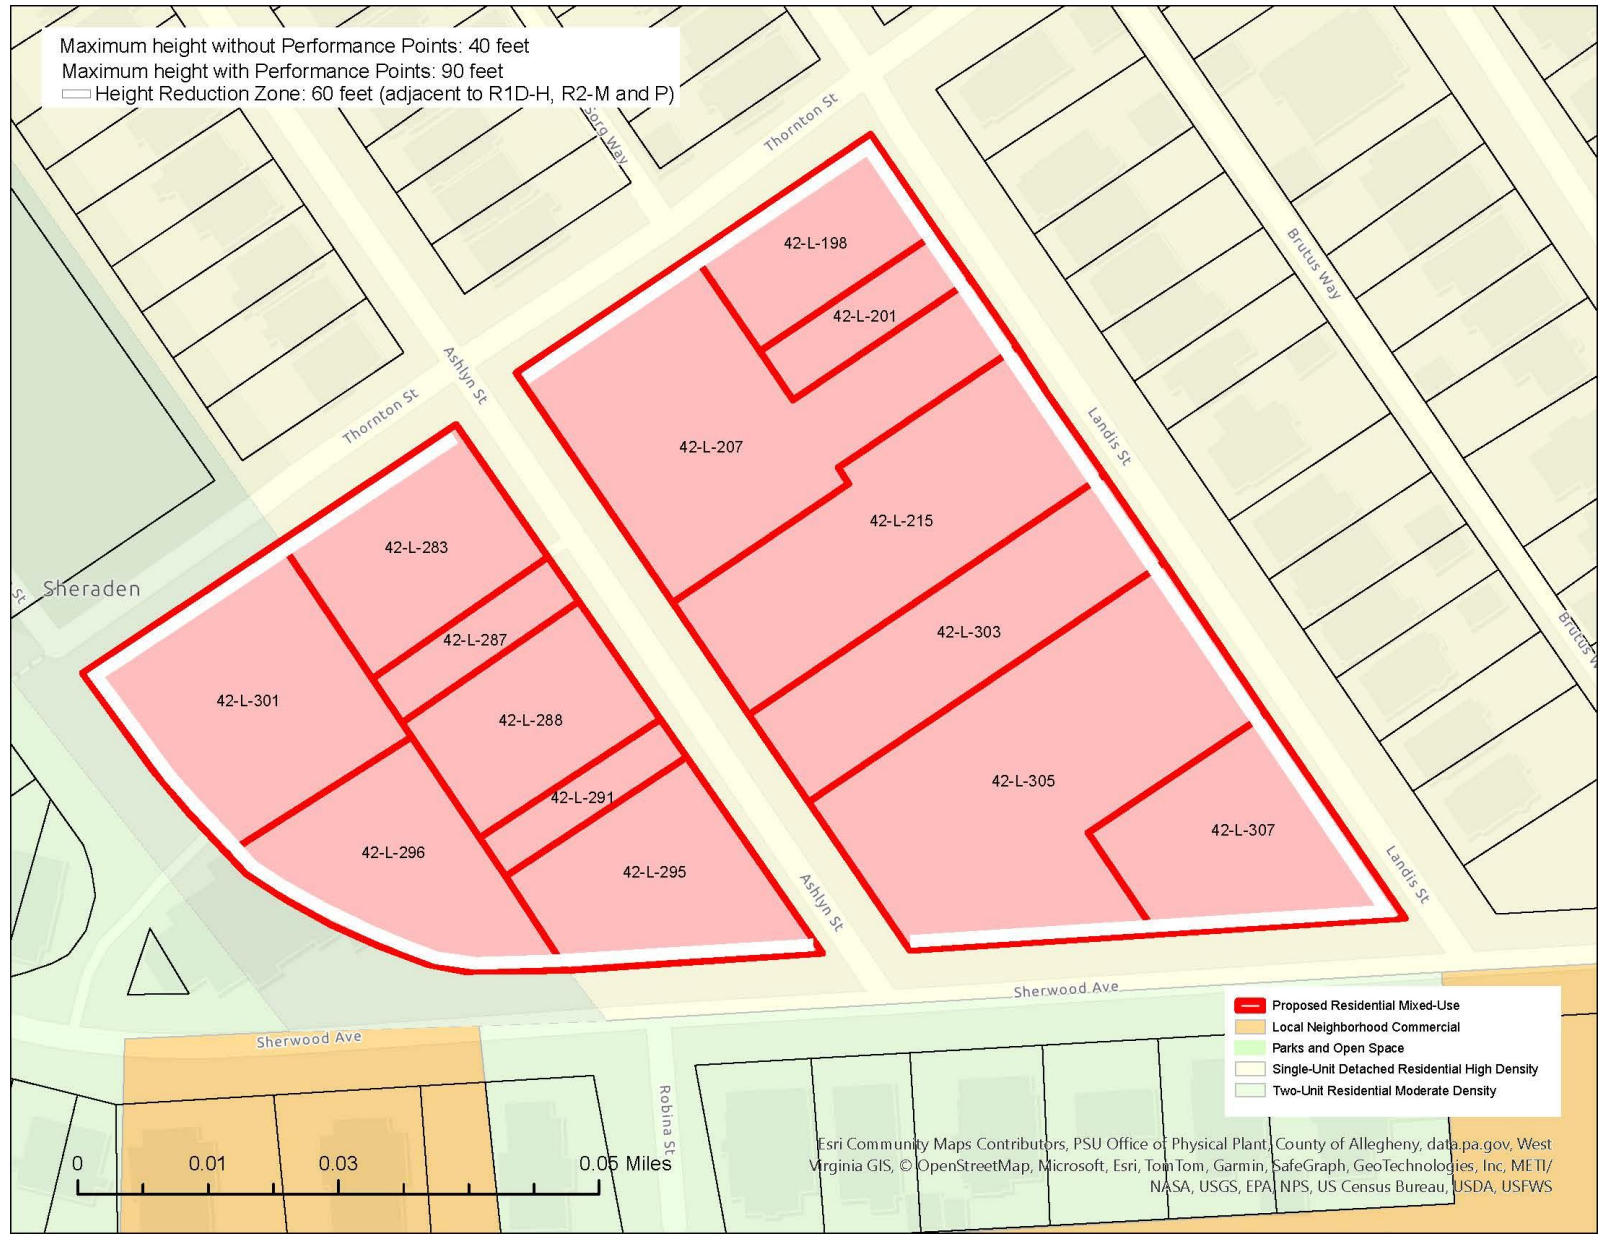 Maximum height without Performance Points: 40 feet
Maximum height with Performance Points: 90 feet
Height Reduction Zone: 60 feet (adjacent to R1D-H, R2-M and P)
Sorg Way
Thornton St
Brutus Way
42-L-198
42-L-201
Ashlyn St
Thornton St
42-L-207
Landis St
42-L-215
42-L-283
St
Sheraden
42-L-287
42-L-303
Brutus W
42-L-301
42-L-288
42-L-305
42-L-291
42-L-307
42-L-296
42-L-295
Landis St
Ashlyn St
Sherwood Ave
Sherwood Ave
Robina St
Proposed Residential Mixed-Use
Local Neighborhood Commercial
Parks and Open Space
Single-Unit Detached Residential High Density
Two-Unit Residential Moderate Density
0 0.01 0.03 0.05 Miles
Esri Community Maps Contributors, PSU Office of Physical Plant, County of Allegheny, data.pa.gov, West
Virginia GIS, © OpenStreetMap, Microsoft, Esri, TomTom, Garmin, SafeGraph, GeoTechnologies, Inc, METI/
NASA, USGS, EPA, NPS, US Census Bureau, USDA, USFWS